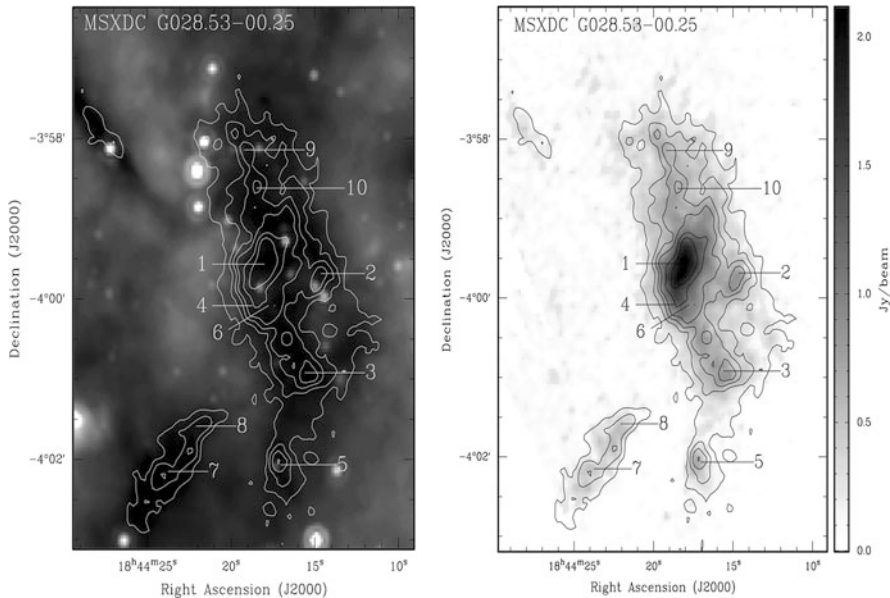 MSXDC G028.53-00.25
Declination (J2000)
-3°58'
-4°00'
-4°02'
9
10
1
2
4
6
3
8
7
5
18ʰ44ᵐ25ˢ
20ˢ
15ˢ
10ˢ
Right Ascension (J2000)
MSXDC G028.53-00.25
Declination (J2000)
-3°58'
-4°00'
-4°02'
9
10
1
2
4
6
3
8
7
5
18ʰ44ᵐ25ˢ
20ˢ
15ˢ
10ˢ
Right Ascension (J2000)
2.0
1.5
1.0
0.5
0.0
Jy/beam